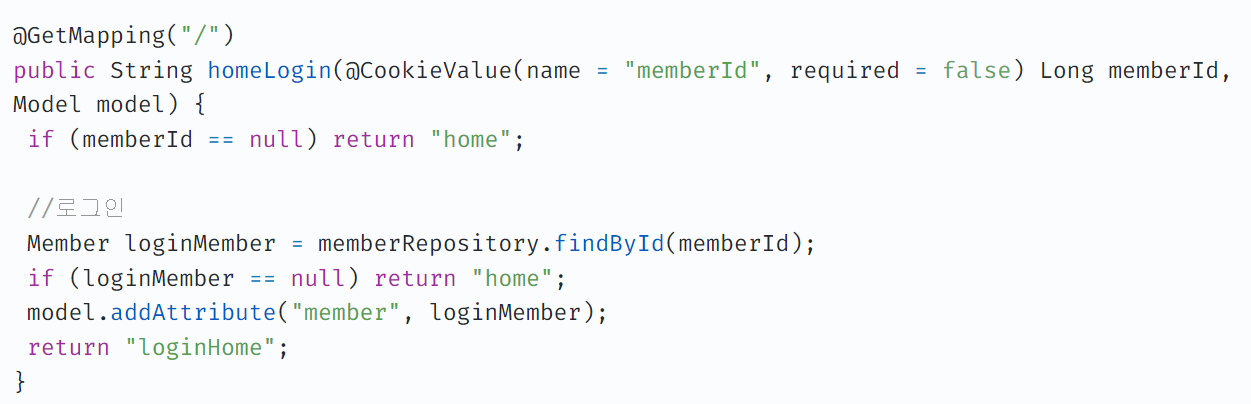 @GetMapping("/")
public String homeLogin(@CookieValue(name = "memberId", required = false) Long memberId,
Model model) {
if (memberId == null) return "home";
//로그인
Member loginMember = memberRepository.findById(memberId);
if (loginMember == null) return "home";
model.addAttribute("member", loginMember);
return "loginHome";
}